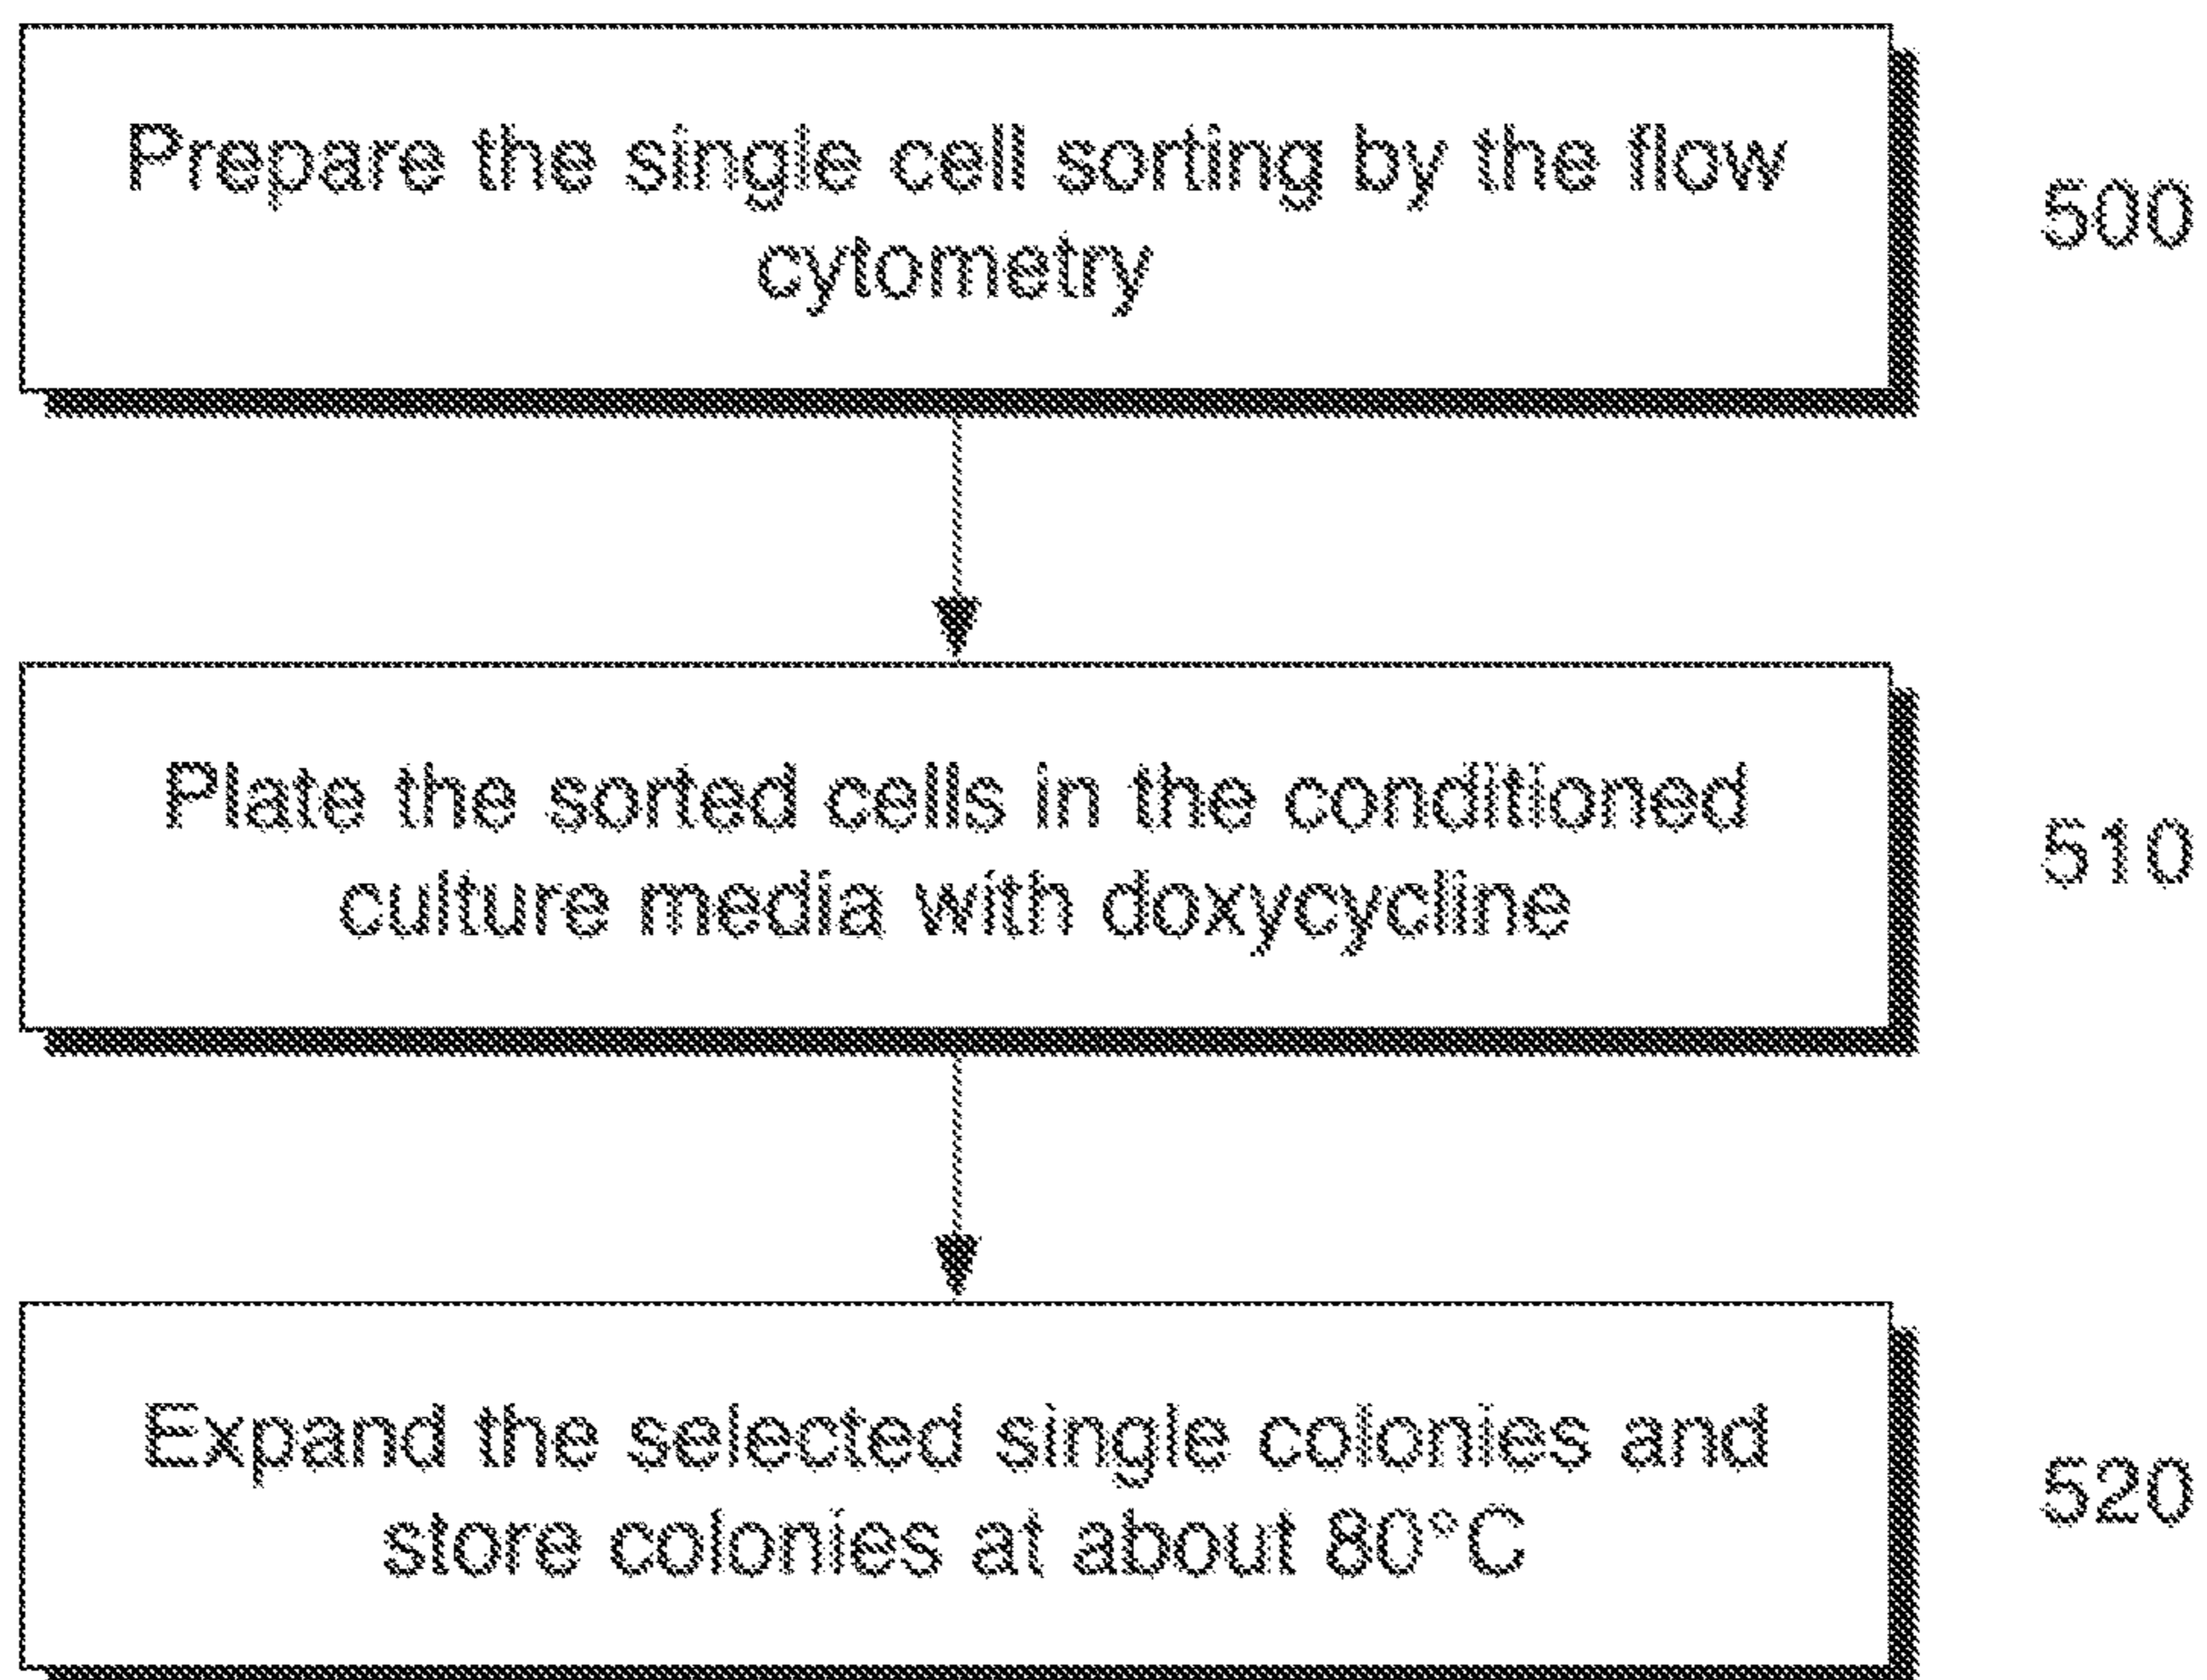 Prepare the single cell sorting by the flow
cytometry
500
Plate the sorted cells in the conditioned
culture media with doxycycline
510
Expand the selected single colonies and
store colonies at about 80°C
520